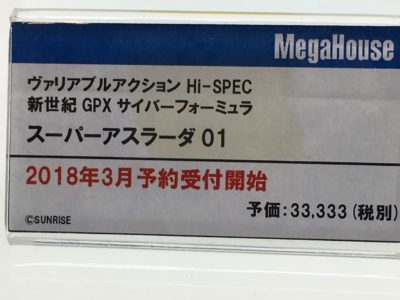 MegaHouse
ヴァリアブルアクション Hi-SPEC
新世紀 GPX サイバーフォーミュラ
スーパーアスラーダ 01
2018年3月予約受付開始
予価:33,333(税別)
©SUNRISE